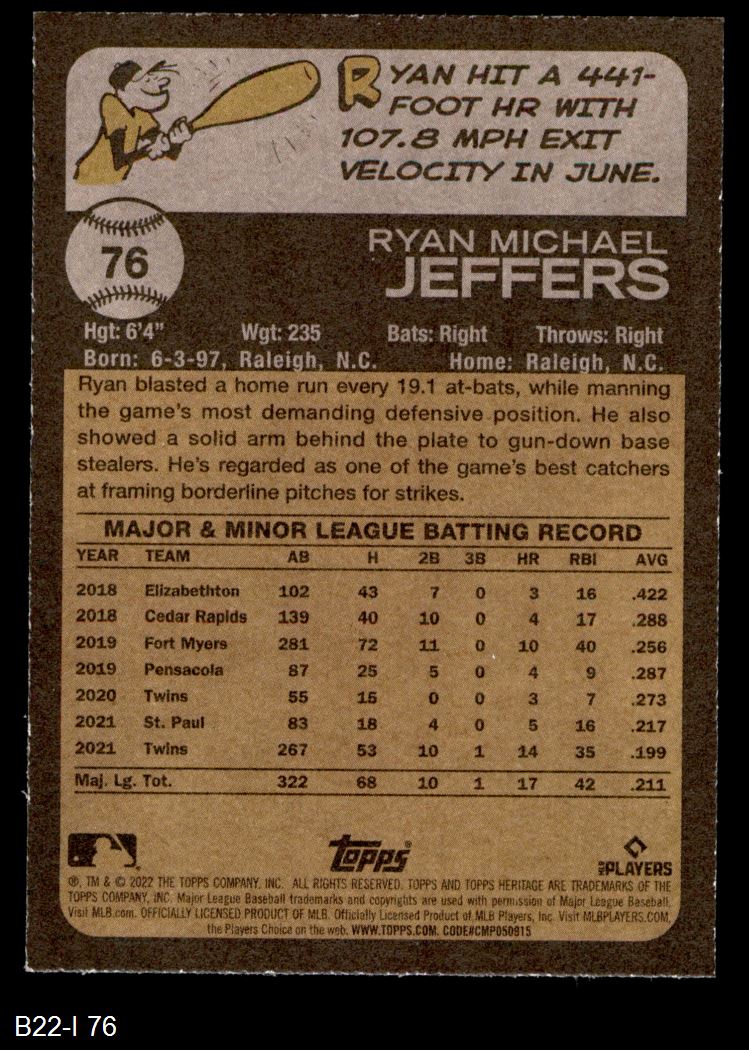 RYAN HIT A 441-
FOOT HR WITH
107.8 MPH EXIT
VELOCITY IN JUNE.
76
RYAN MICHAEL
JEFFERS
Hgt: 6'4" Wgt: 235 Bats: Right Throws: Right
Born: 6-3-97, Raleigh, N.C. Home: Raleigh, N.C.
Ryan blasted a home run every 19.1 at-bats, while manning
the game's most demanding defensive position. He also
showed a solid arm behind the plate to gun-down base
stealers. He's regarded as one of the game's best catchers
at framing borderline pitches for strikes.
MAJOR & MINOR LEAGUE BATTING RECORD
YEAR TEAM AB H 2B 3B HR RBI AVG
2018 Elizabethton 102 43 7 0 3 16 .422
2018 Cedar Rapids 139 40 10 0 4 17 .288
2019 Fort Myers 281 72 11 0 10 40 .256
2019 Pensacola 87 25 5 0 4 9 .287
2020 Twins 55 15 0 0 3 7 .273
2021 St. Paul 83 18 4 0 5 16 .217
2021 Twins 267 53 10 1 14 35 .199
Maj. Lg. Tot. 322 68 10 1 17 42 .211
Topps
MLB PLAYERS
®, TM & © 2022 THE TOPPS COMPANY, INC. ALL RIGHTS RESERVED. TOPPS AND TOPPS HERITAGE ARE TRADEMARKS OF THE
TOPPS COMPANY, INC. Major League Baseball trademarks and copyrights are used with permission of Major League Baseball.
Visit MLB.com. OFFICIALLY LICENSED PRODUCT OF MLB. Officially Licensed Product of MLB Players, Inc. Visit MLBPLAYERS.COM,
the Players Choice on the web. WWW.TOPPS.COM. CODE#CMP050815
B22-I 76